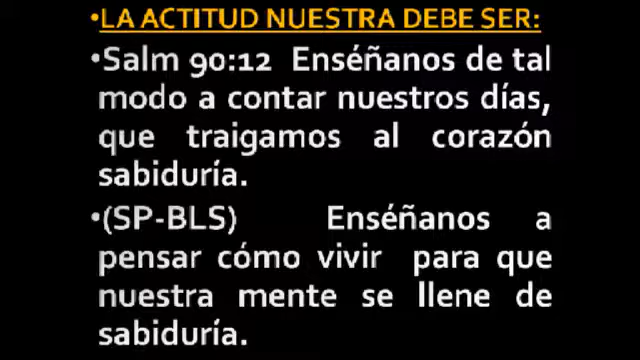 •LA ACTITUD NUESTRA DEBE SER:
•Salm 90:12 Enséñanos de tal
modo a contar nuestros días,
que traigamos al corazón
sabiduría.
•(SP-BLS) Enséñanos a
pensar cómo vivir para que
nuestra mente se llene de
sabiduría.